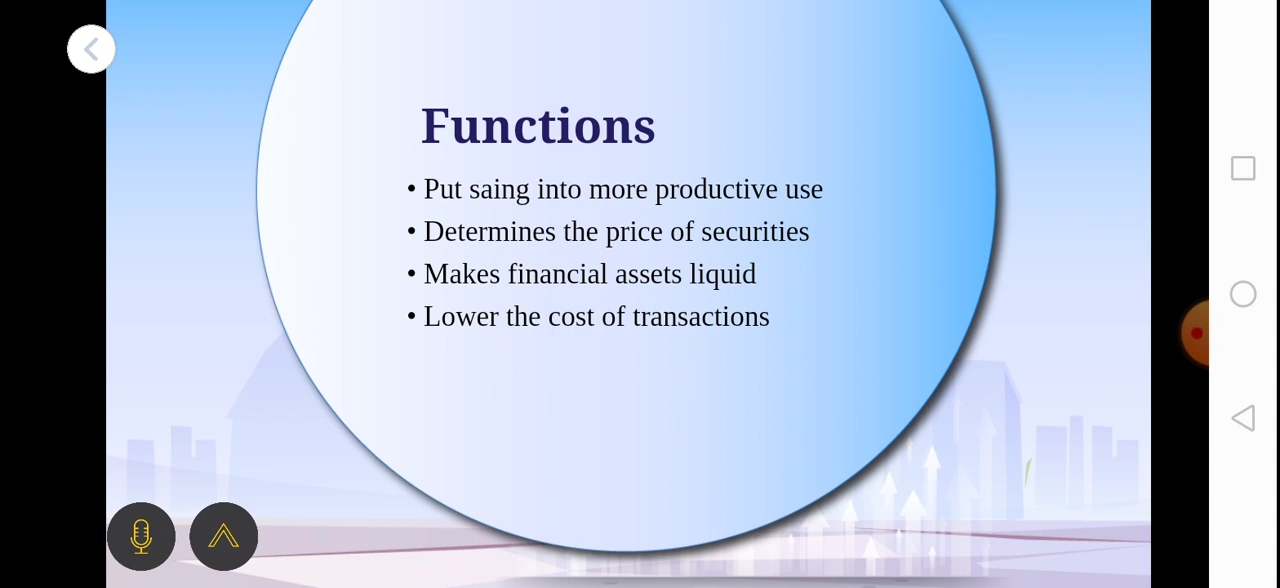 Functions
• Put saing into more productive use
• Determines the price of securities
• Makes financial assets liquid
• Lower the cost of transactions